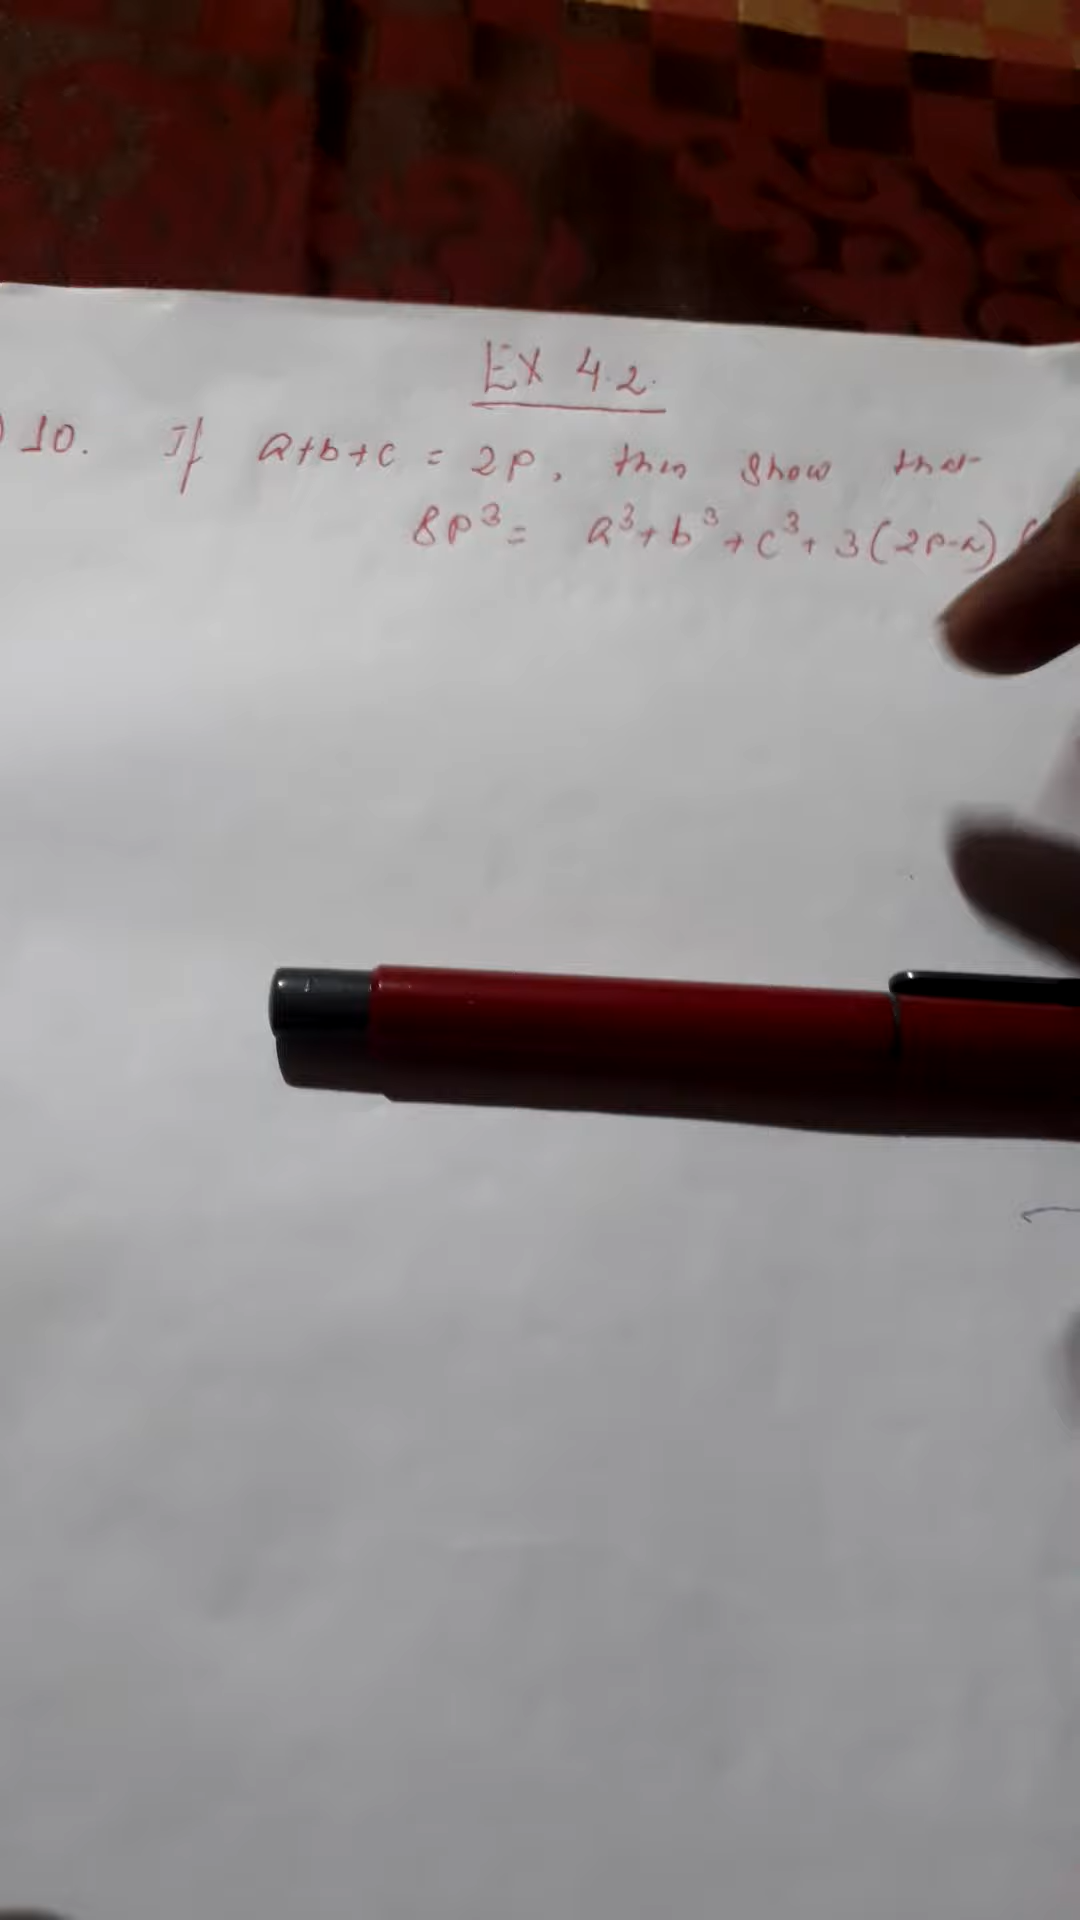 EX 4.2.
10. If a+b+c = 2p, then show that
8p³ = a³+b³+c³+3(2p-a)(